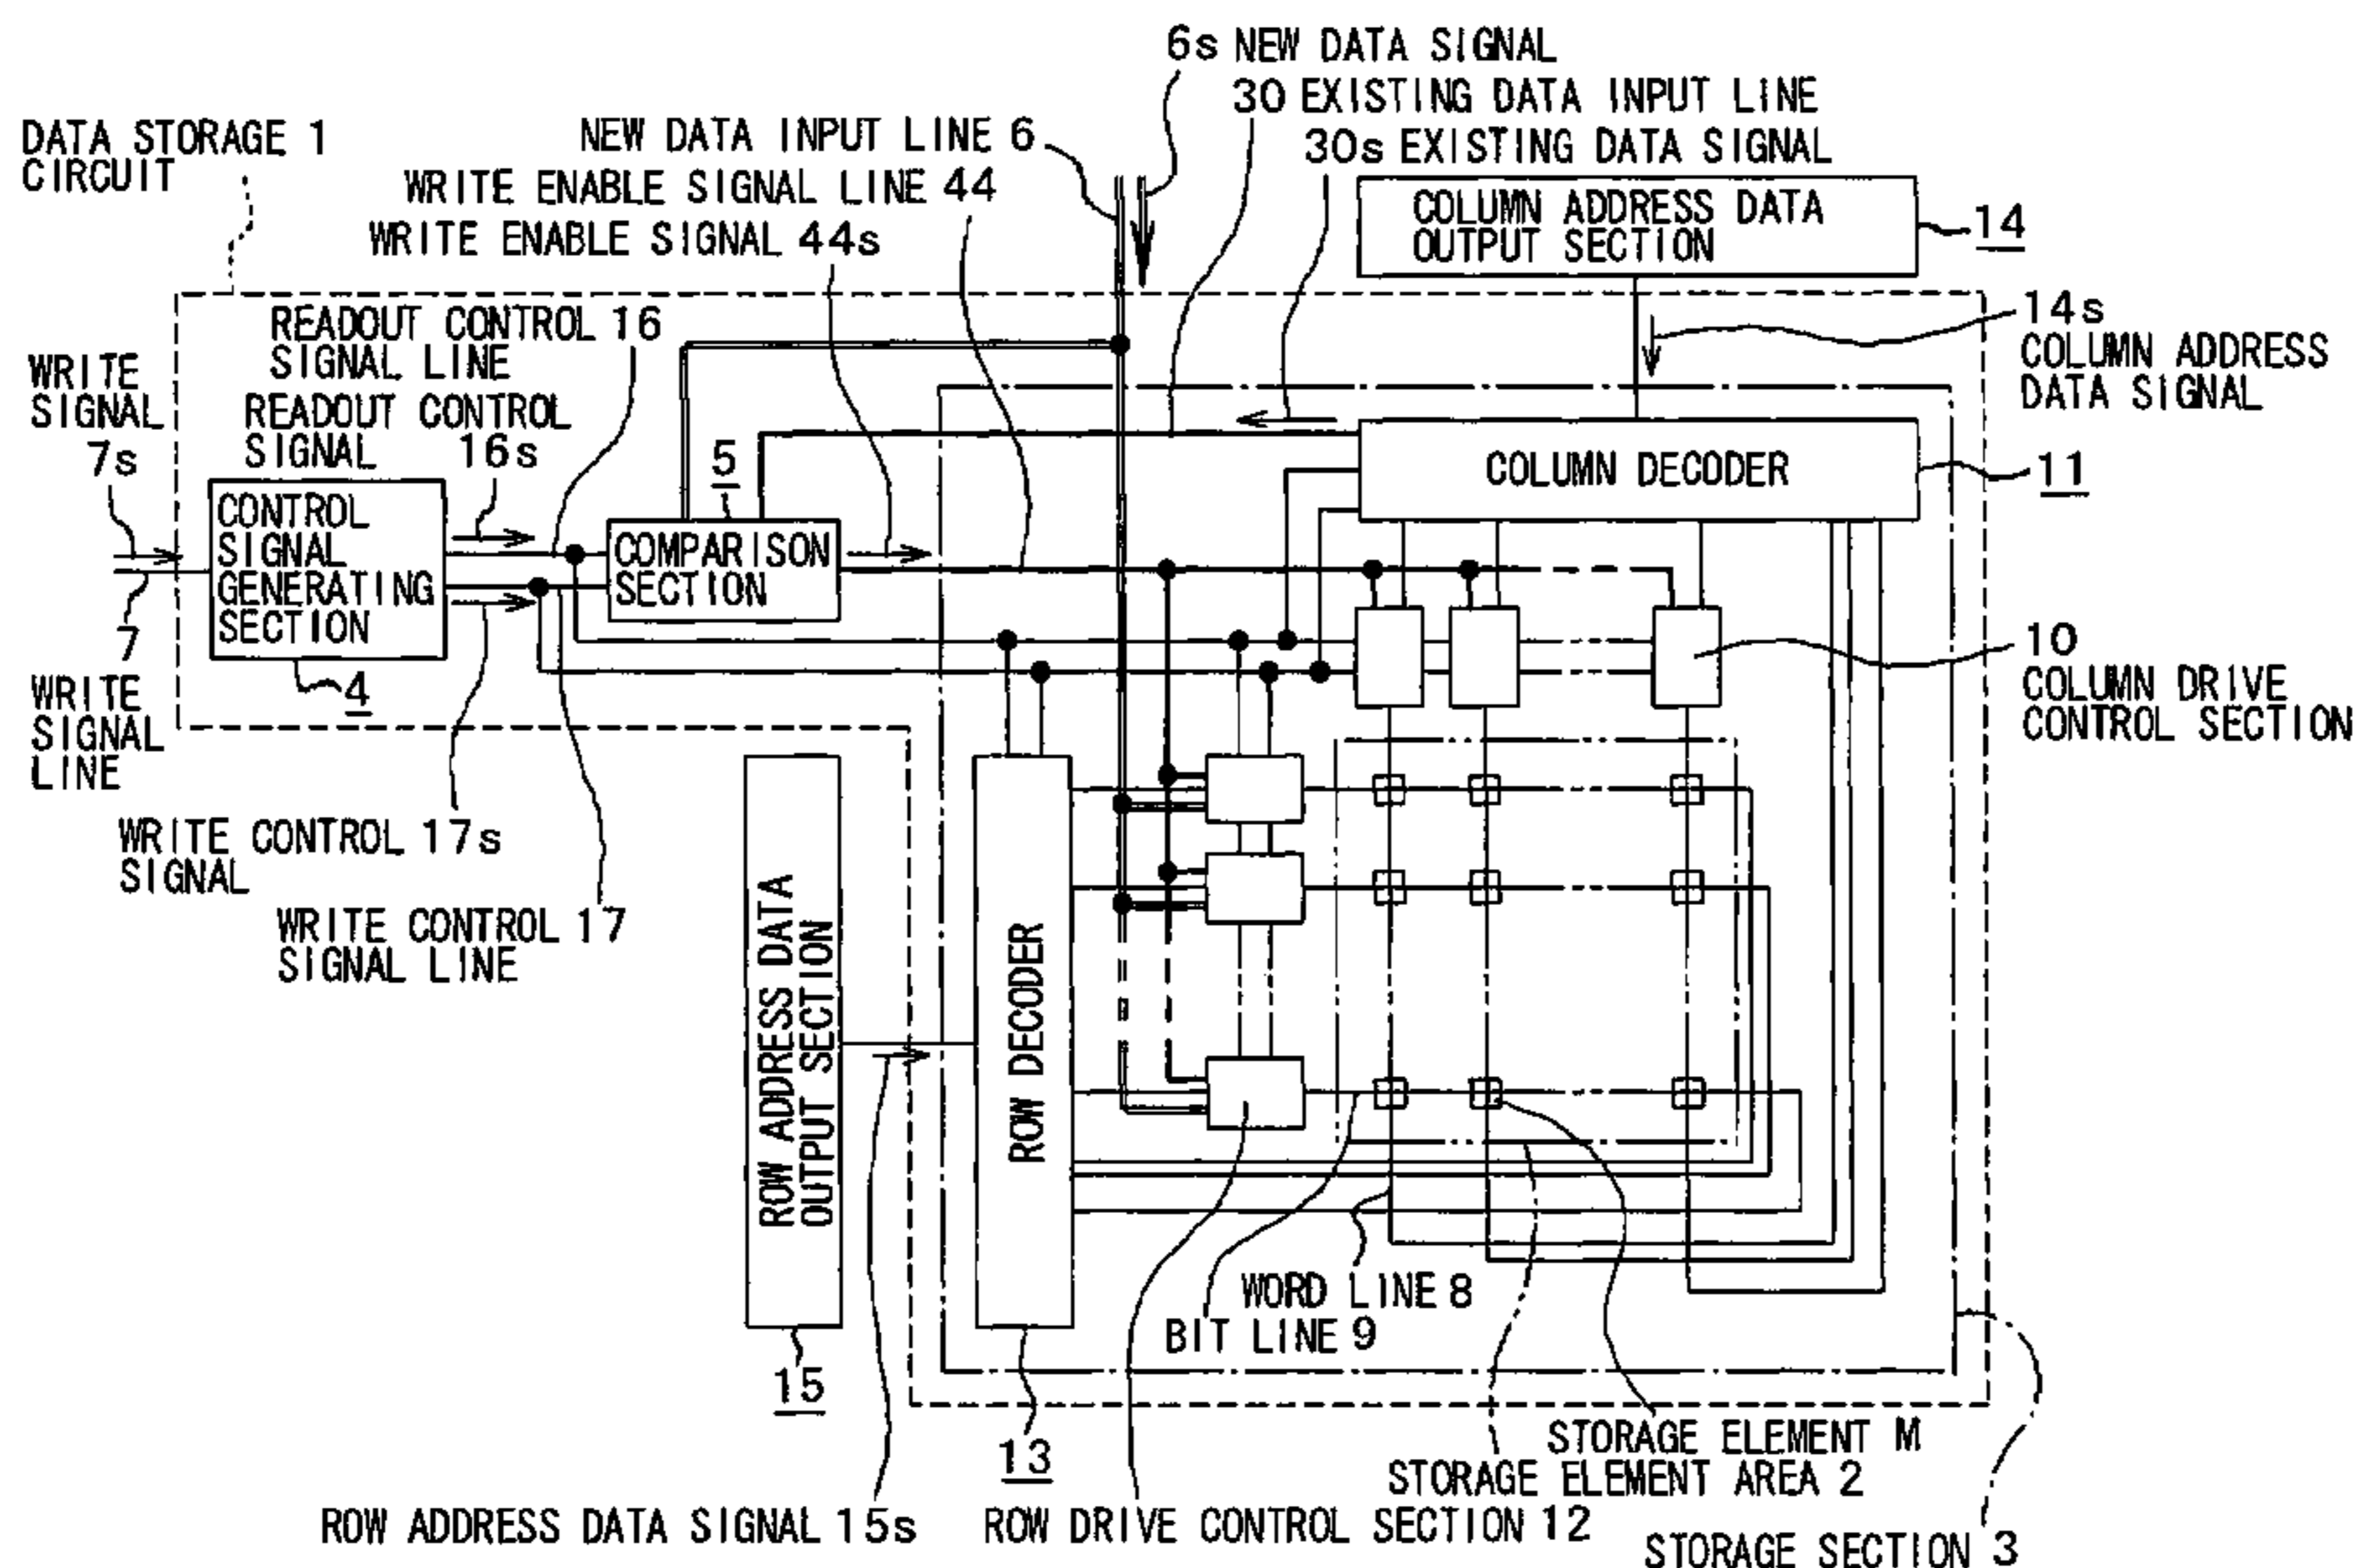 6s NEW DATA SIGNAL
30 EXISTING DATA INPUT LINE
30s EXISTING DATA SIGNAL
DATA STORAGE 1
CIRCUIT
NEW DATA INPUT LINE 6
WRITE ENABLE SIGNAL LINE 44
WRITE ENABLE SIGNAL 44s
COLUMN ADDRESS DATA
OUTPUT SECTION
14
14s
COLUMN ADDRESS
DATA SIGNAL
READOUT CONTROL 16
SIGNAL LINE
READOUT CONTROL
SIGNAL 16s
WRITE
SIGNAL
7s
7
WRITE
SIGNAL
LINE
CONTROL
SIGNAL
GENERATING
SECTION
4
5
COMPARISON
SECTION
COLUMN DECODER
11
10
COLUMN DRIVE
CONTROL SECTION
WRITE CONTROL 17s
SIGNAL
WRITE CONTROL 17
SIGNAL LINE
ROW ADDRESS DATA
OUTPUT SECTION
15
ROW DECODER
13
WORD LINE 8
BIT LINE 9
STORAGE ELEMENT M
STORAGE ELEMENT AREA 2
ROW ADDRESS DATA SIGNAL 15s
ROW DRIVE CONTROL SECTION 12
STORAGE SECTION 3